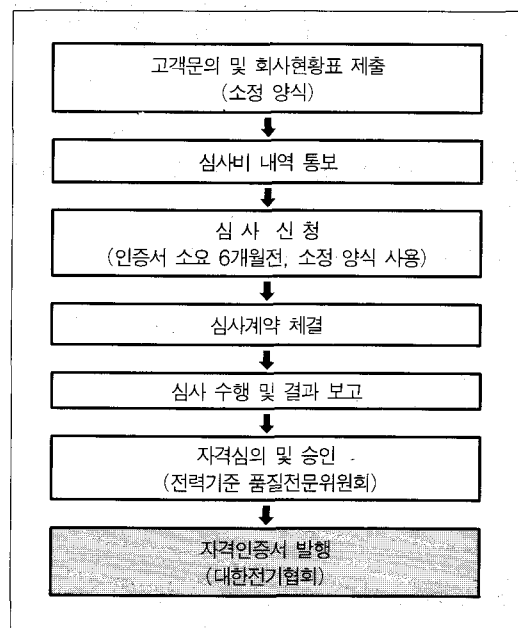 고객문의 및 회사현황표 제출
(소정 양식)
심사비 내역 통보
심 사 신 청
(인증서 소요 6개월전, 소정 양식 사용)
심사계약 체결
심사 수행 및 결과 보고
자격심의 및 승인
(전력기준 품질전문위원회)
자격인증서 발행
(대한전기협회)